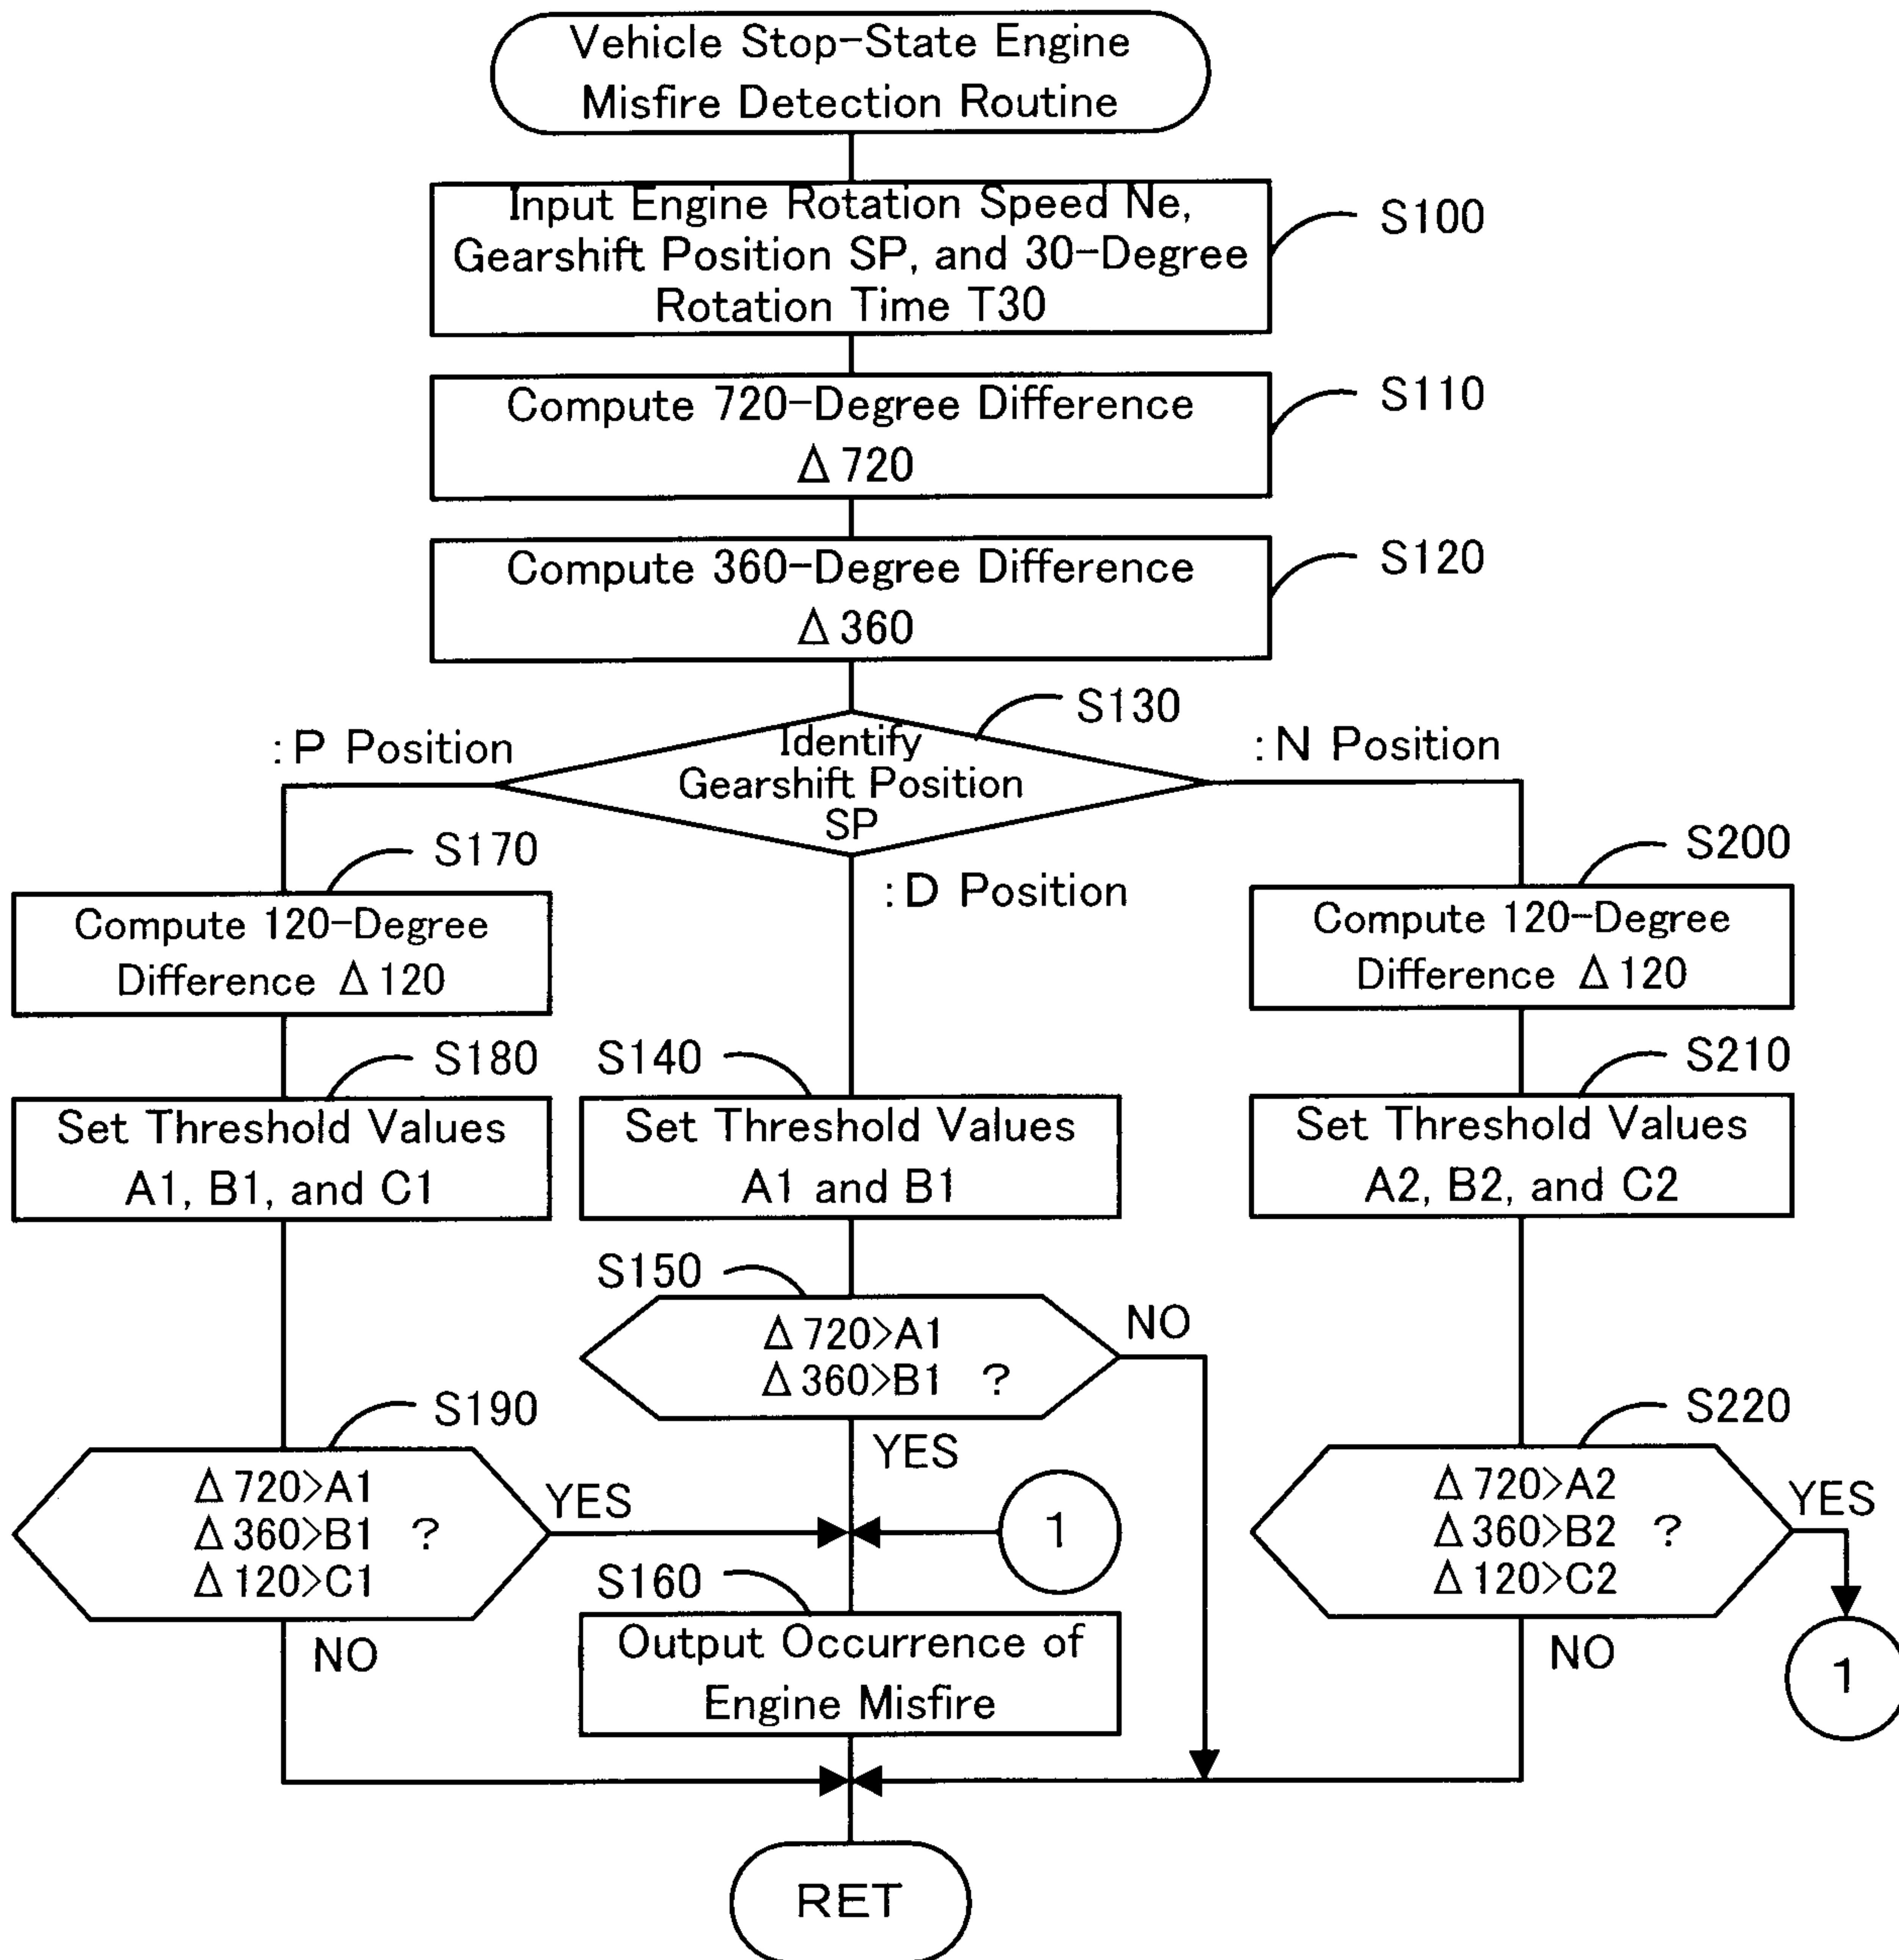 Vehicle Stop-State Engine
Misfire Detection Routine
Input Engine Rotation Speed Ne,
Gearshift Position SP, and 30-Degree
Rotation Time T30
S100
Compute 720-Degree Difference
Δ720
S110
Compute 360-Degree Difference
Δ360
S120
S130
Identify
Gearshift Position
SP
:P Position
:N Position
:D Position
S170
Compute 120-Degree
Difference Δ120
S200
Compute 120-Degree
Difference Δ120
S180
Set Threshold Values
A1, B1, and C1
S140
Set Threshold Values
A1 and B1
S210
Set Threshold Values
A2, B2, and C2
S150
Δ720>A1
Δ360>B1 ?
NO
YES
S190
Δ720>A1
Δ360>B1 ?
Δ120>C1
YES
NO
1
S220
Δ720>A2
Δ360>B2 ?
Δ120>C2
YES
NO
1
S160
Output Occurrence of
Engine Misfire
RET